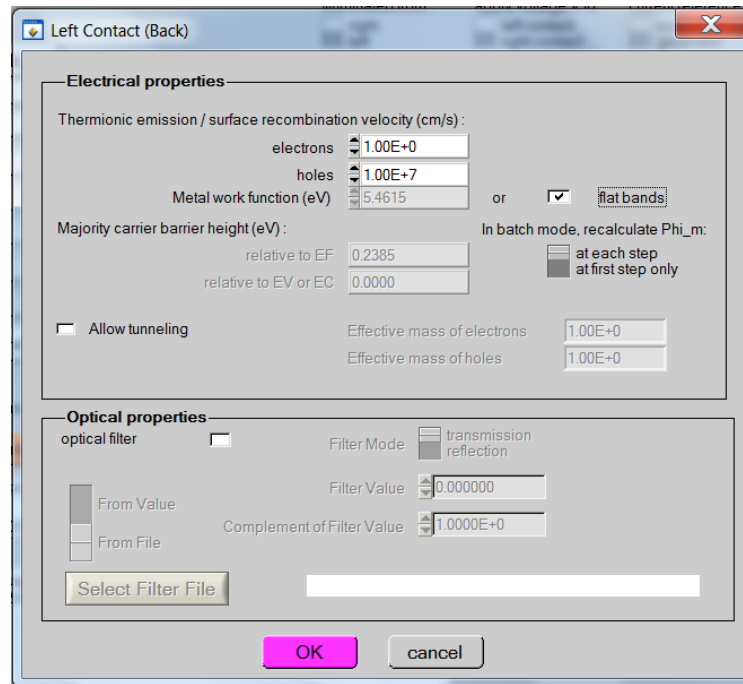 Left Contact (Back)
Electrical properties
Thermionic emission / surface recombination velocity (cm/s) :
electrons 1.00E+0
holes 1.00E+7
Metal work function (eV) 5.4615 or flat bands
Majority carrier barrier height (eV) : In batch mode, recalculate Phi_m:
relative to EF 0.2385 at each step
relative to EV or EC 0.0000 at first step only
Allow tunneling Effective mass of electrons 1.00E+0
Effective mass of holes 1.00E+0
Optical properties
optical filter Filter Mode transmission
reflection
From Value Filter Value 0.000000
From File Complement of Filter Value 1.0000E+0
Select Filter File
OK cancel